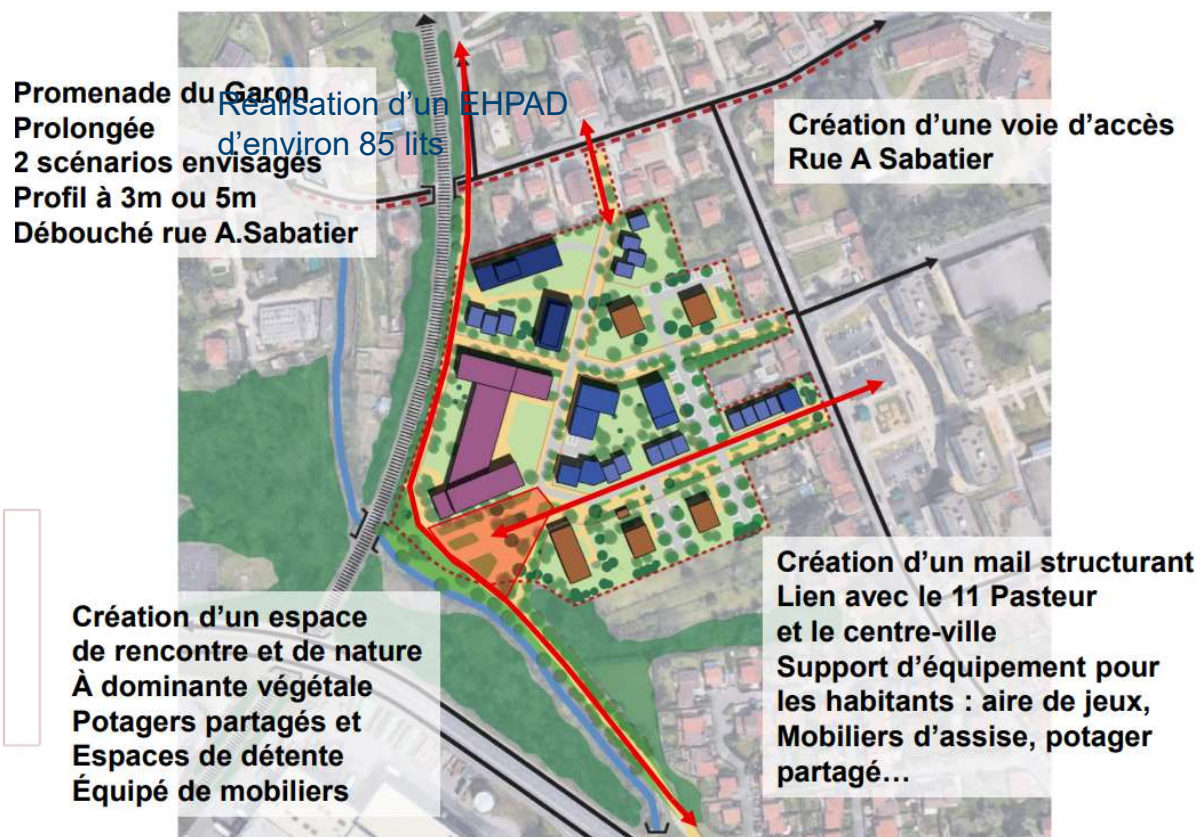 Promenade du Garon
Prolongée
2 scénarios envisagés
Profil à 3m ou 5m
Débouché rue A.Sabatier
Réalisation d'un EHPAD
d'environ 85 lits
Création d'une voie d'accès
Rue A Sabatier
Création d'un espace
de rencontre et de nature
À dominante végétale
Potagers partagés et
Espaces de détente
Équipé de mobiliers
Création d'un mail structurant
Lien avec le 11 Pasteur
et le centre-ville
Support d'équipement pour
les habitants : aire de jeux,
Mobiliers d'assise, potager
partagé…